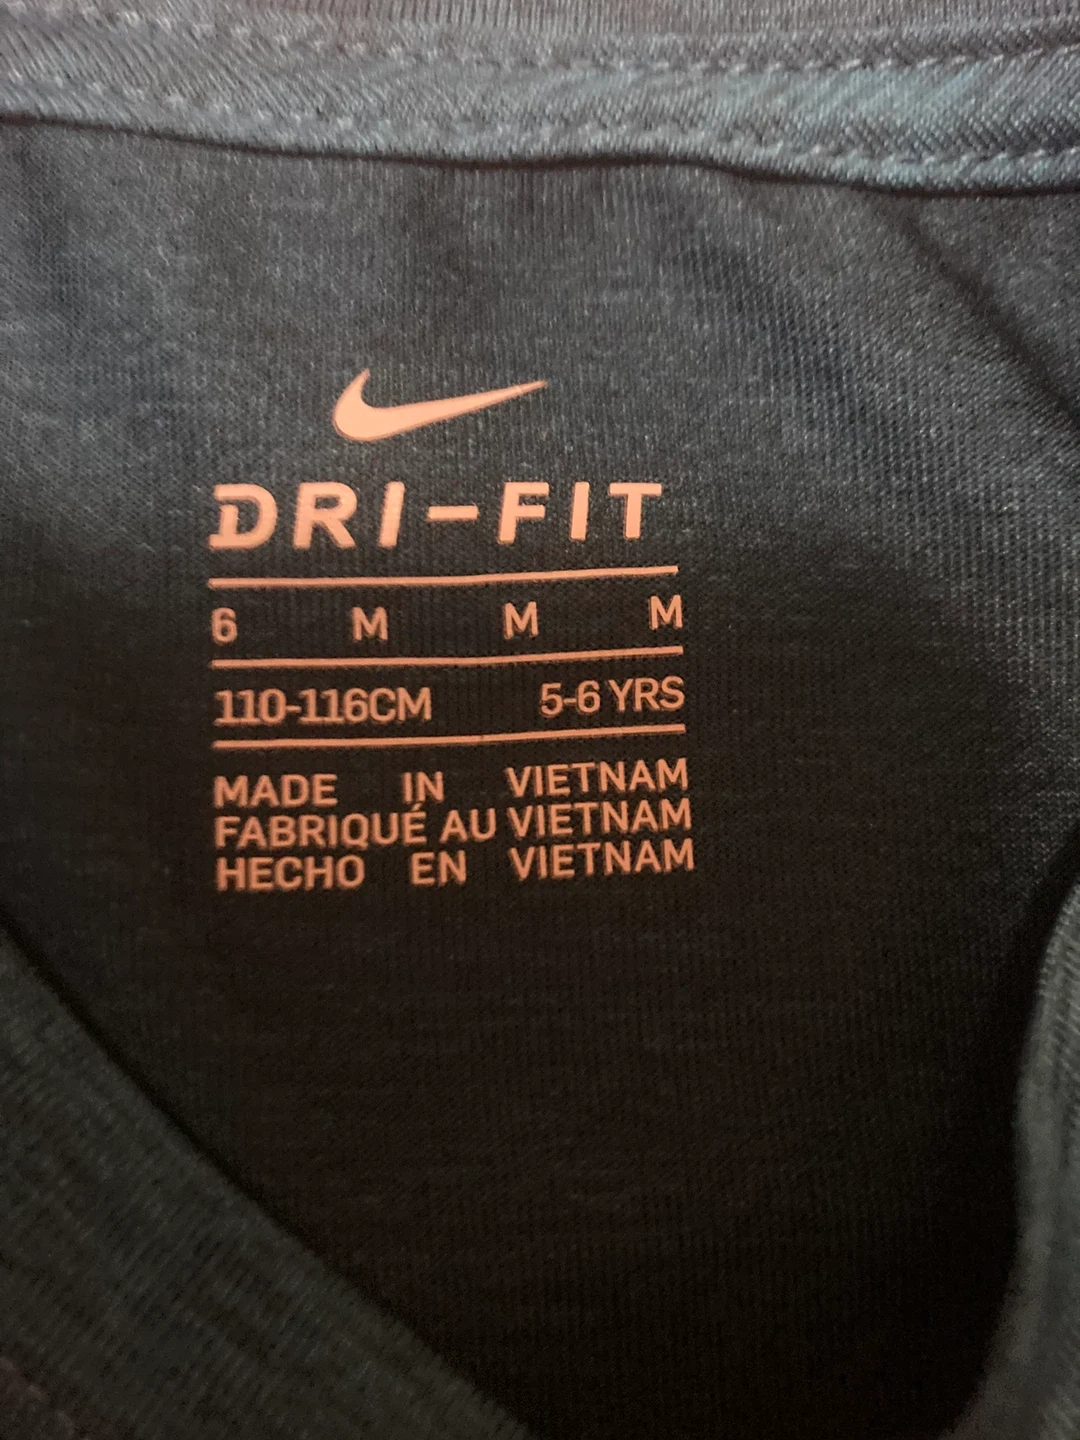 DRI-FIT
6 M M M
110-116CM 5-6 YRS
MADE IN VIETNAM
FABRIQUÉ AU VIETNAM
HECHO EN VIETNAM